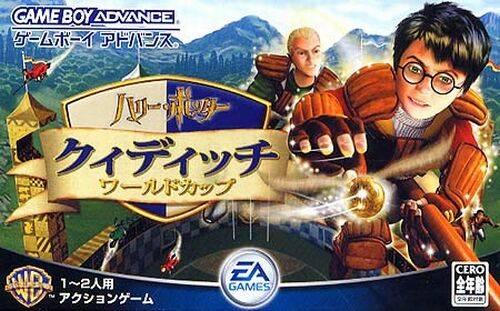 GAME BOY ADVANCE
ゲームボーイ アドバンス
ハリー・ポッター
クィディッチ
ワールドカップ
WB
1〜2人用
アクションゲーム
EA
GAMES
CERO
全年齢